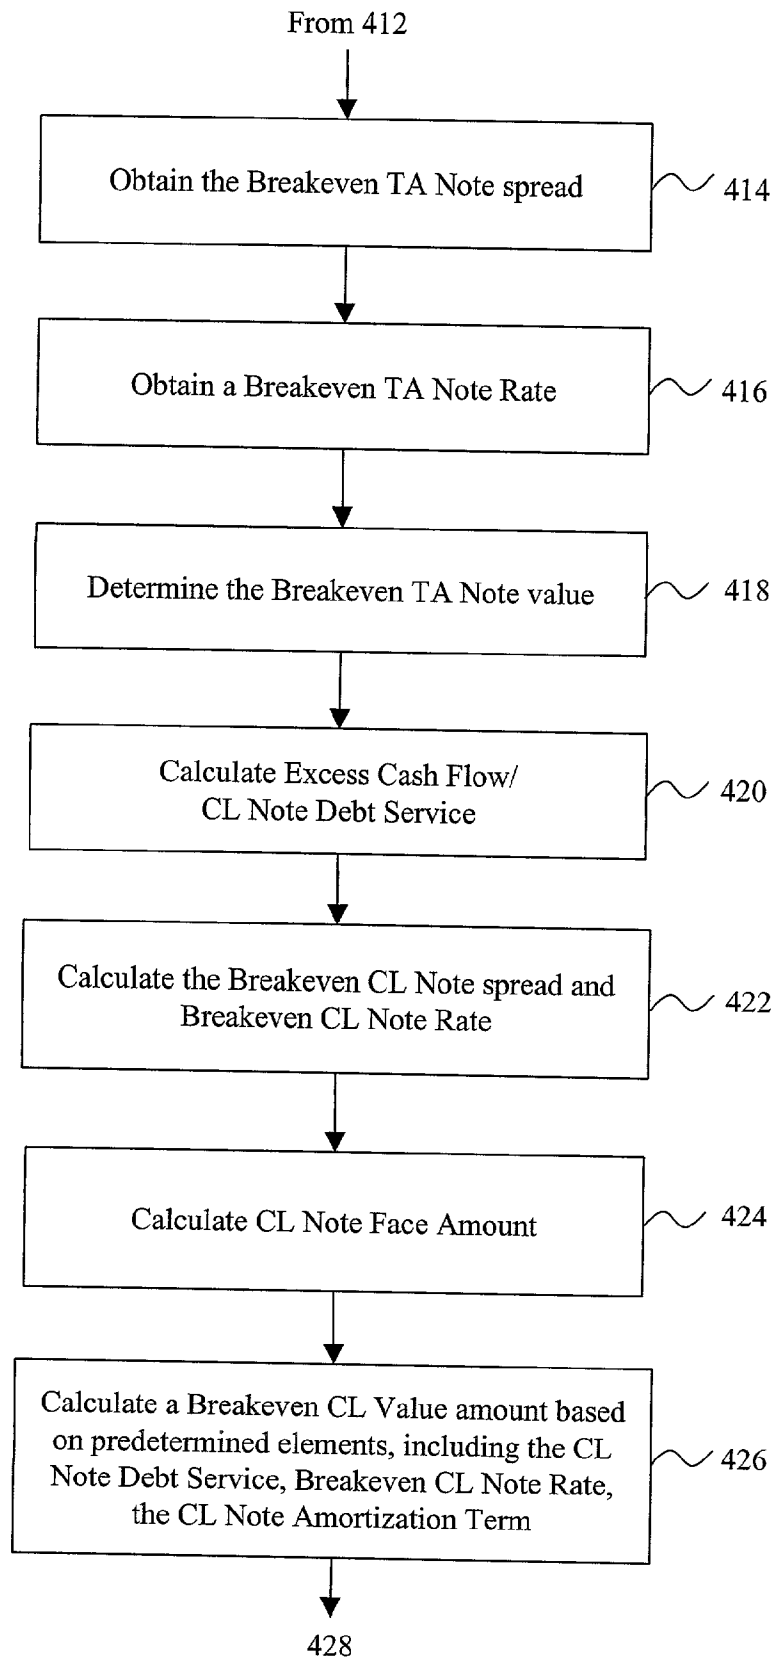 From 412
Obtain the Breakeven TA Note spread
414
Obtain a Breakeven TA Note Rate
416
Determine the Breakeven TA Note value
418
Calculate Excess Cash Flow/
CL Note Debt Service
420
Calculate the Breakeven CL Note spread and
Breakeven CL Note Rate
422
Calculate CL Note Face Amount
424
Calculate a Breakeven CL Value amount based
on predetermined elements, including the CL
Note Debt Service, Breakeven CL Note Rate,
the CL Note Amortization Term
426
428